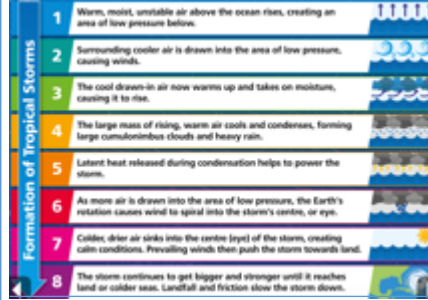 Formation of Tropical Storms
1
Warm, moist, unstable air above the ocean rises, creating an
area of low pressure below.
2
Surrounding cooler air is drawn into the area of low pressure,
causing winds.
3
The cool drawn-in air now warms up and takes on moisture,
causing it to rise.
4
The large mass of rising, warm air cools and condenses, forming
large cumulonimbus clouds and heavy rain.
5
Latent heat released during condensation helps to power the
storm.
6
As more air is drawn into the area of low pressure, the Earth's
rotation causes wind to spiral into the storm's centre, or eye.
7
Colder, drier air sinks into the centre (eye) of the storm, creating
calm conditions. Prevailing winds then push the storm towards land.
8
The storm continues to get bigger and stronger until it reaches
land or colder seas. Landfall and friction slow the storm down.